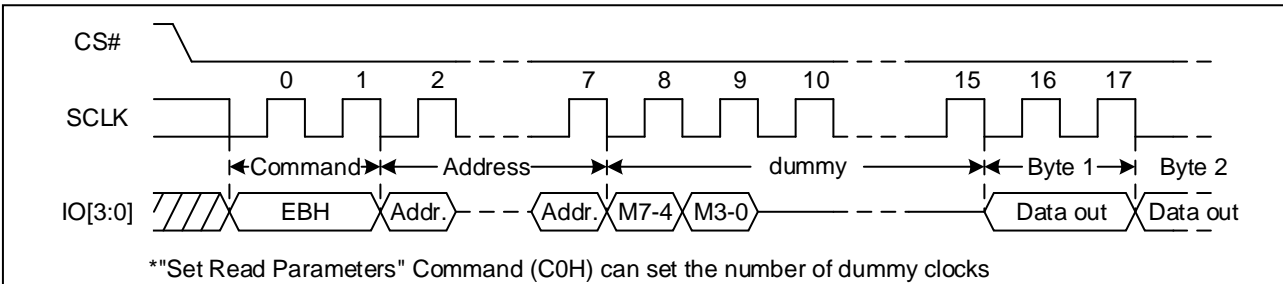 CS#
0 1 2 7 8 9 10 15 16 17
SCLK
Command Address dummy Byte 1 Byte 2
IO[3:0] EBH Addr. Addr. M7-4 M3-0 Data out Data out
*"Set Read Parameters" Command (C0H) can set the number of dummy clocks